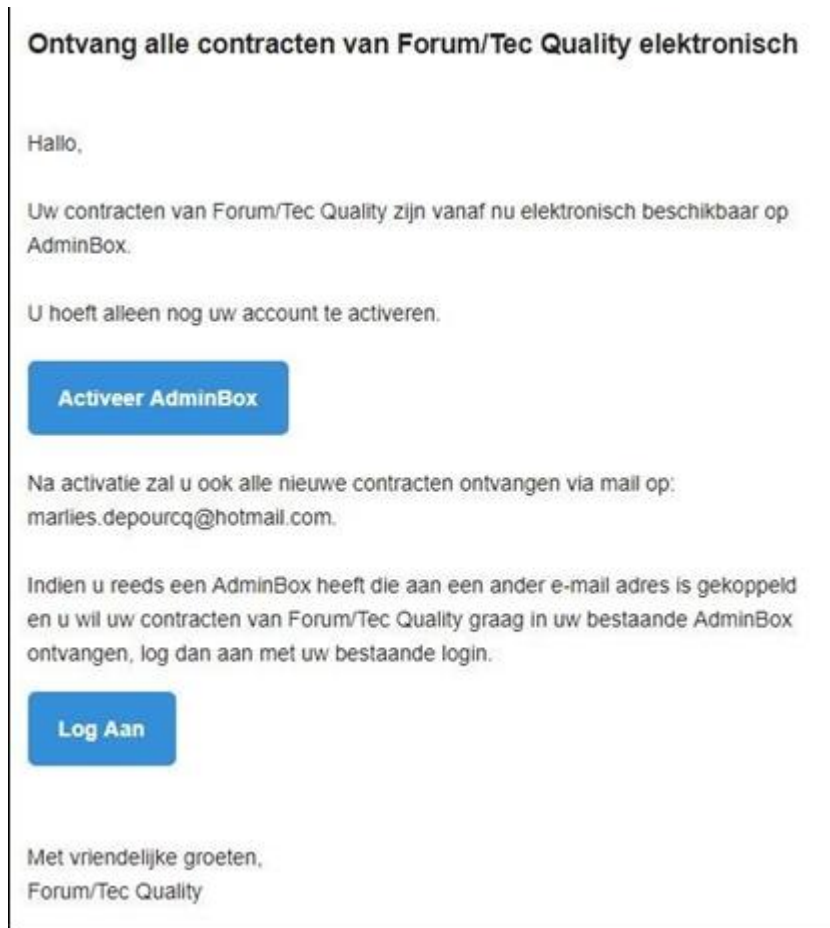 Ontvang alle contracten van Forum/Tec Quality elektronisch
Hallo,
Uw contracten van Forum/Tec Quality zijn vanaf nu elektronisch beschikbaar op
AdminBox.
U hoeft alleen nog uw account te activeren.
Activeer AdminBox
Na activatie zal u ook alle nieuwe contracten ontvangen via mail op:
marlies.depourcq@hotmail.com.
Indien u reeds een AdminBox heeft die aan een ander e-mail adres is gekoppeld
en u wil uw contracten van Forum/Tec Quality graag in uw bestaande AdminBox
ontvangen, log dan aan met uw bestaande login.
Log Aan
Met vriendelijke groeten,
Forum/Tec Quality